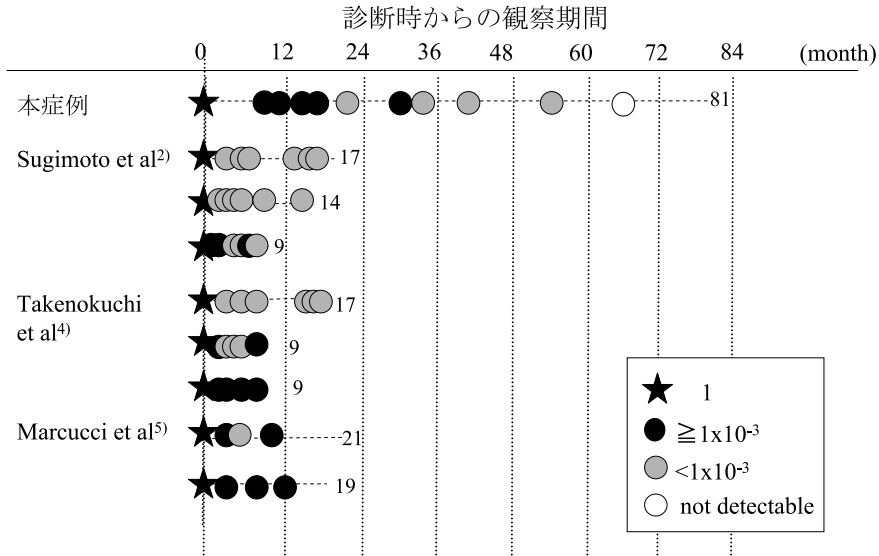 診断時からの観察期間
0 12 24 36 48 60 72 84 (month)
本症例 81
Sugimoto et al2) 17
14
9
Takenokuchi
et al4) 17
9
9
Marcucci et al5) 21
19
1
≧1x10-3
<1x10-3
not detectable